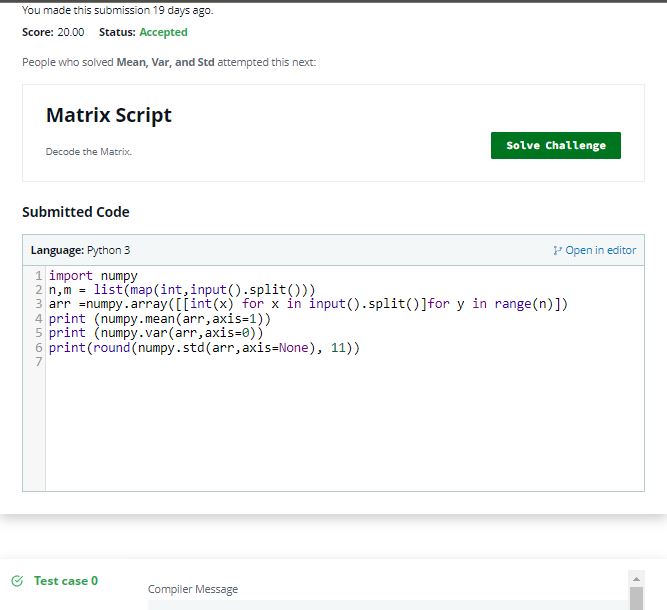 You made this submission 19 days ago.
Score: 20.00 Status: Accepted
People who solved Mean, Var, and Std attempted this next:
Matrix Script
Decode the Matrix.
Solve Challenge
Submitted Code
Language: Python 3
Open in editor
1 import numpy
2 n,m = list(map(int,input().split()))
3 arr =numpy.array([[int(x) for x in input().split()]for y in range(n)])
4 print (numpy.mean(arr,axis=1))
5 print (numpy.var(arr,axis=0))
6 print(round(numpy.std(arr,axis=None), 11))
7
Test case 0
Compiler Message